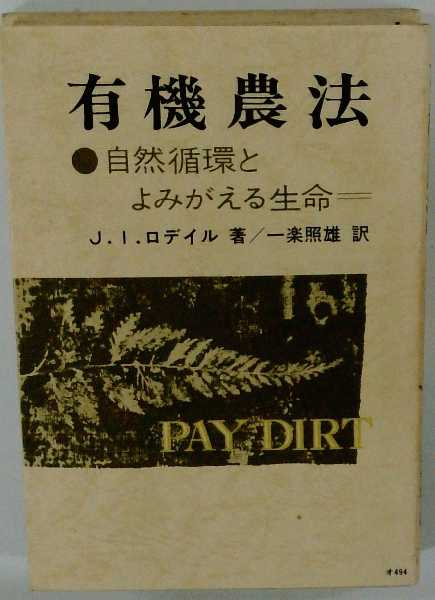 有機農法
●自然循環と
よみがえる生命＝
J.I.ロデイル 著／一楽照雄 訳
PAY DIRT
オ494